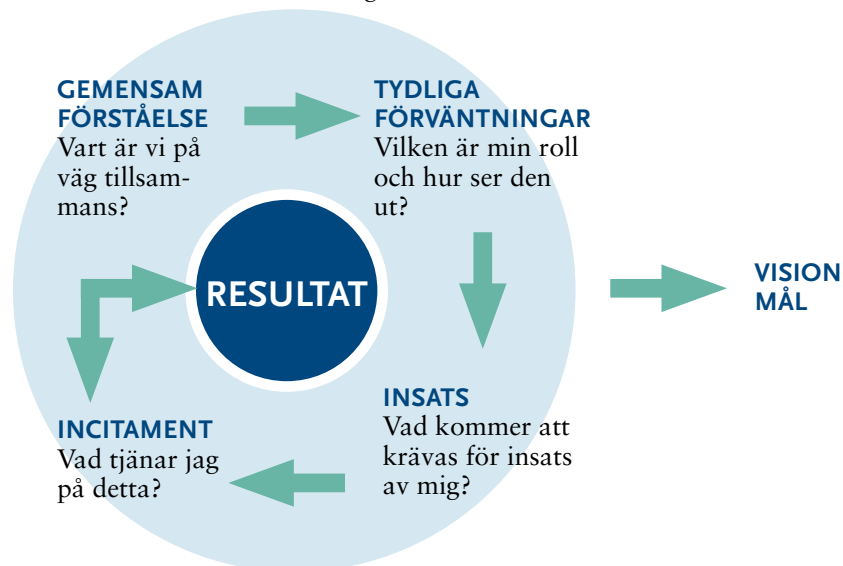 GEMENSAM
FÖRSTÅELSE
Vart är vi på
väg tillsam-
mans?
TYDLIGA
FÖRVÄNTNINGAR
Vilken är min roll
och hur ser den
ut?
RESULTAT
VISION
MÅL
INCITAMENT
Vad tjänar jag
på detta?
INSATS
Vad kommer att
krävas för insats
av mig?